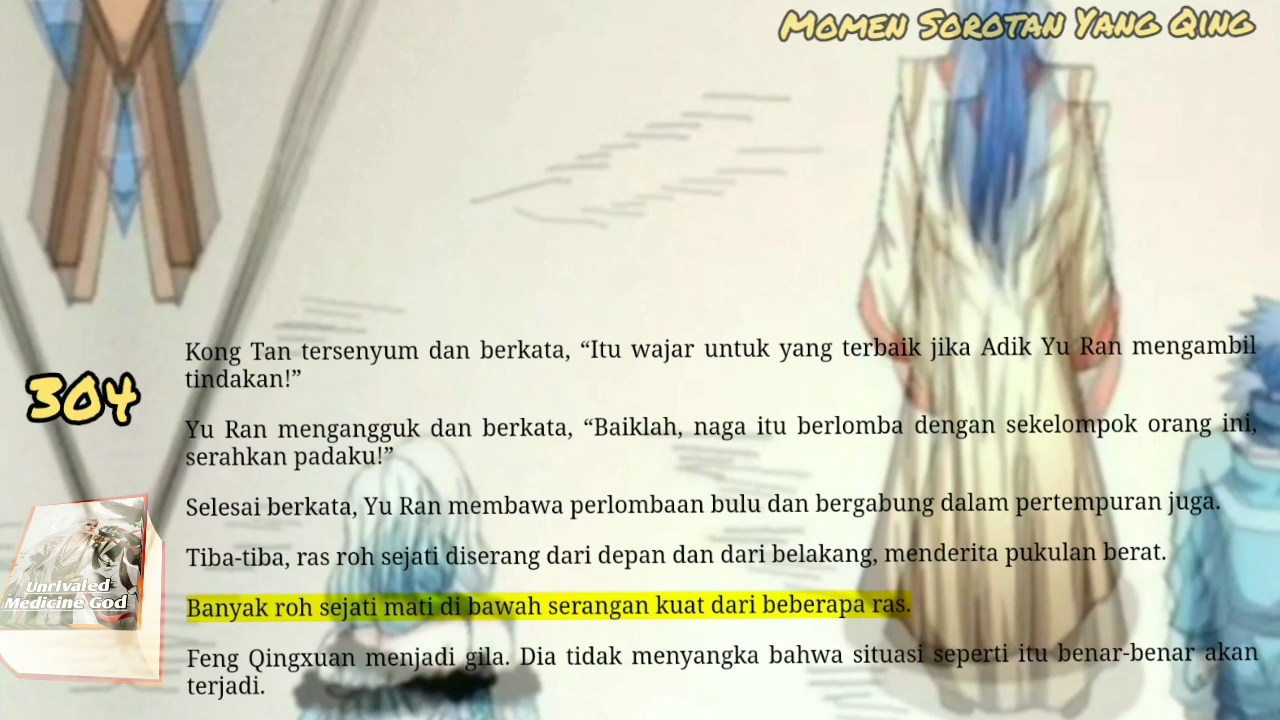 Momen Sorotan Yang Qing
Kong Tan tersenyum dan berkata, “Itu wajar untuk yang terbaik jika Adik Yu Ran mengambil
tindakan!”
304
Yu Ran mengangguk dan berkata, “Baiklah, naga itu berlomba dengan sekelompok orang ini,
serahkan padaku!”
Selesai berkata, Yu Ran membawa perlombaan bulu dan bergabung dalam pertempuran juga.
Tiba-tiba, ras roh sejati diserang dari depan dan dari belakang, menderita pukulan berat.
Unrivaled
Medicine God
Banyak roh sejati mati di bawah serangan kuat dari beberapa ras.
Feng Qingxuan menjadi gila. Dia tidak menyangka bahwa situasi seperti itu benar-benar akan
terjadi.